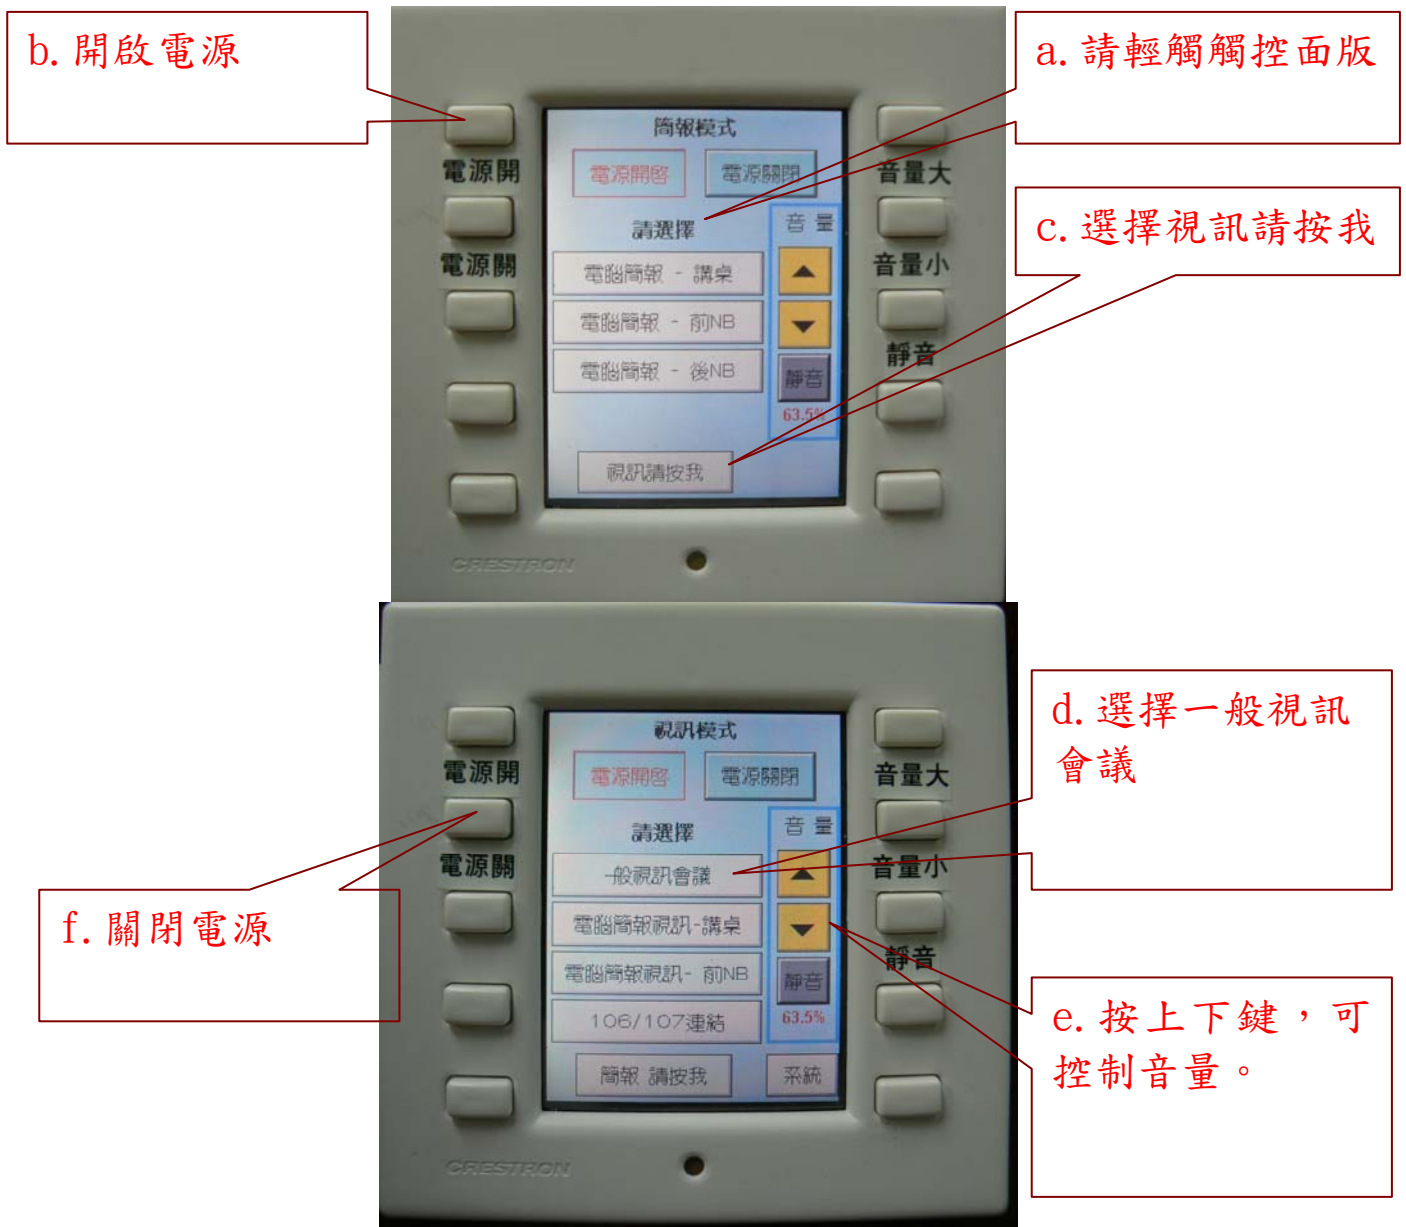 b. 開啟電源
a. 請輕觸觸控面版
簡報模式
電源開啓
電源關閉
電源開
音量大
請選擇
音 量
c. 選擇視訊請按我
電源關
音量小
電腦簡報 - 講桌
電腦簡報 - 前NB
靜音
電腦簡報 - 後NB
靜音
63.5%
視訊請按我
CRESTRON
d. 選擇一般視訊
會議
視訊模式
電源開啓
電源關閉
電源開
音量大
請選擇
音 量
電源關
音量小
一般視訊會議
f. 關閉電源
電腦簡報視訊-講桌
靜音
電腦簡報視訊- 前NB
靜音
63.5%
106/107連結
e. 按上下鍵，可
控制音量。
簡報 請按我
系統
CRESTRON